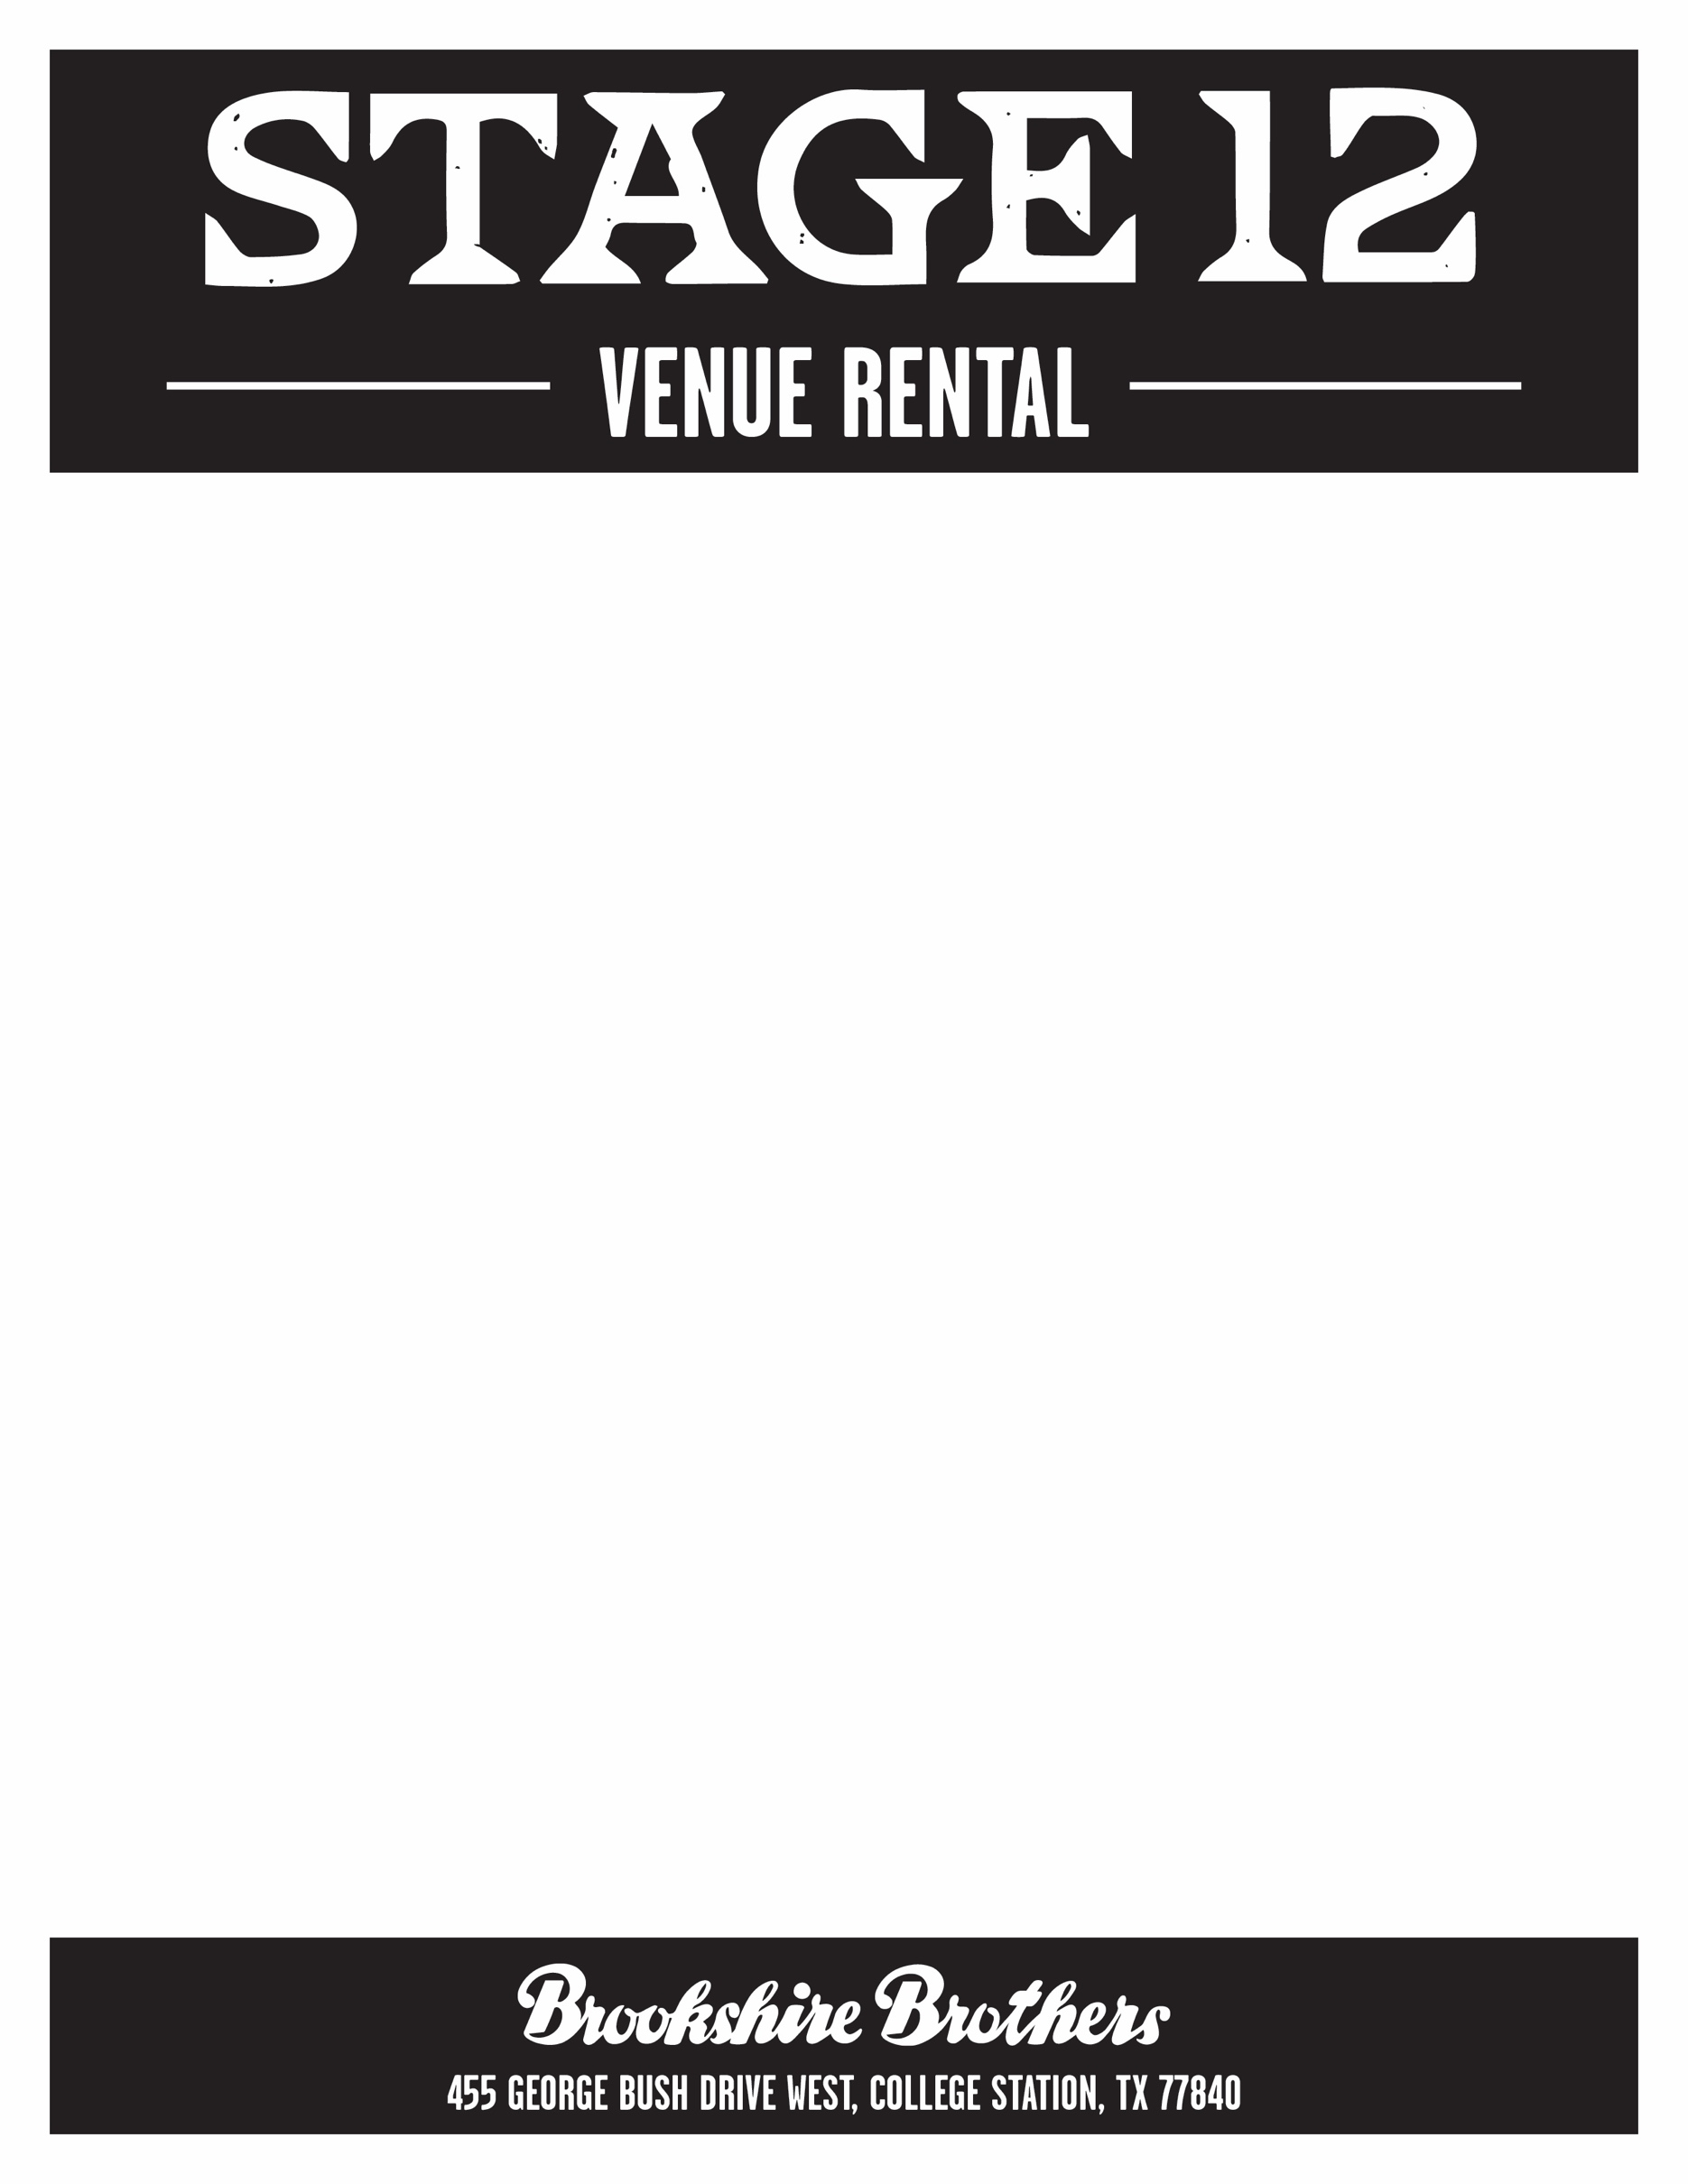 STAGE 12
VENUE RENTAL
Brookshire Brothers
455 GEORGE BUSH DRIVE WEST, COLLEGE STATION, TX 77840